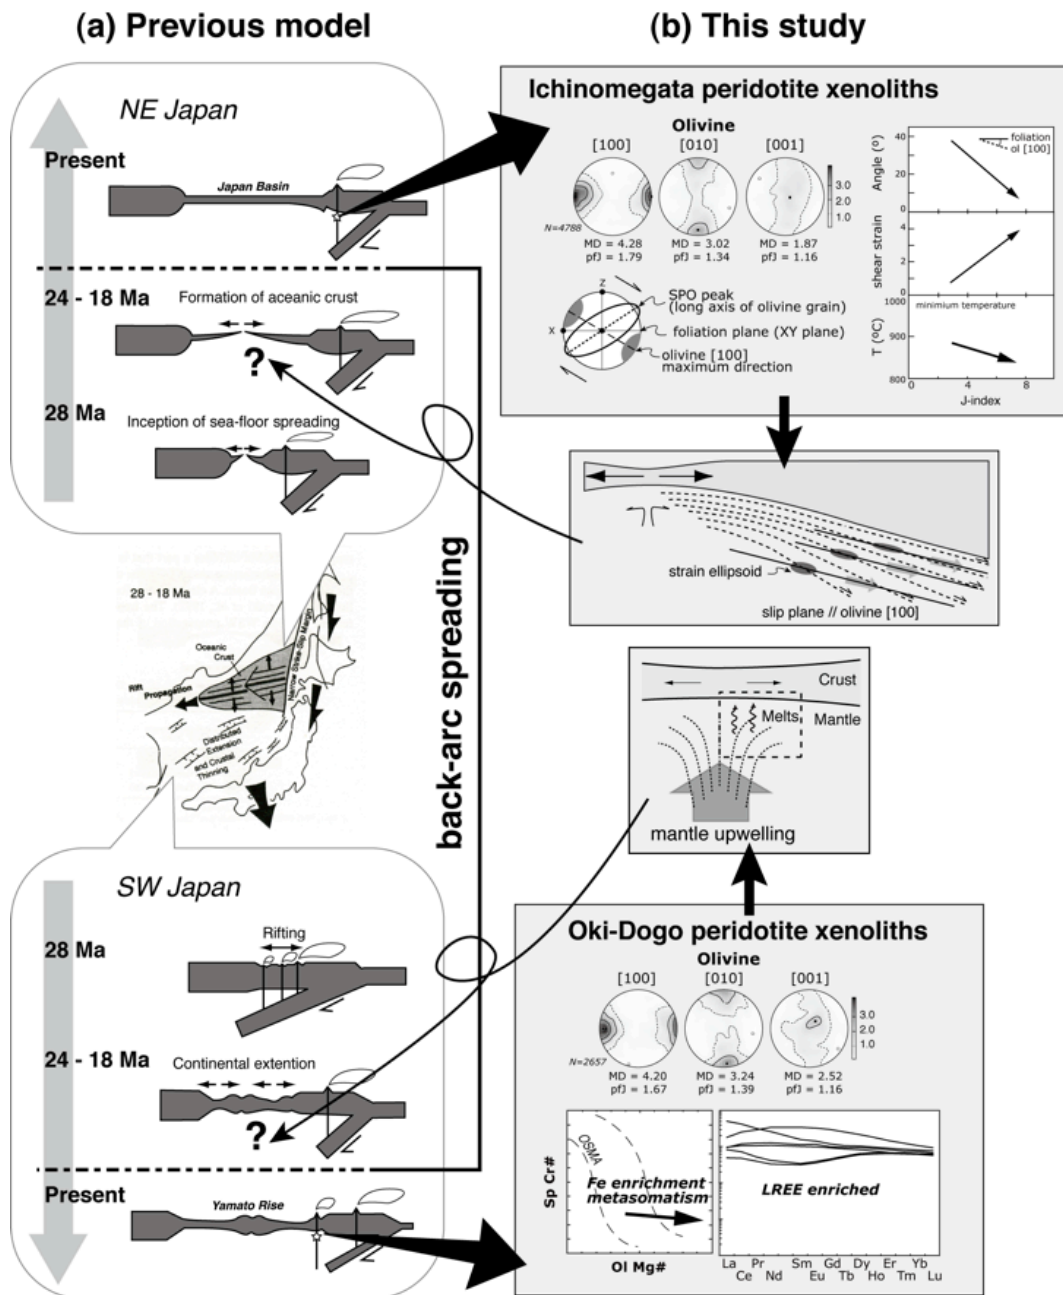 (a) Previous model
NE Japan
Present
Japan Basin
24 - 18 Ma
Formation of aceanic crust
?
28 Ma
Inception of sea-floor spreading
back-arc spreading
28 - 18 Ma
Oceanic
Crust
Rift
Propagation
Narrow Strike-Slip Margin
Distributed
Extension
and Crustal
Thinning
SW Japan
28 Ma
Rifting
24 - 18 Ma
Continental extention
?
Present
Yamato Rise
(b) This study
Ichinomegata peridotite xenoliths
Olivine
[100] [010] [001]
3.0
2.0
1.0
N=4788
MD = 4.28 MD = 3.02 MD = 1.87
pfJ = 1.79 pfJ = 1.34 pfJ = 1.16
Z
X
SPO peak
(long axis of olivine grain)
foliation plane (XY plane)
olivine [100]
maximum direction
40
20
0
Angle (º)
foliation
ol [100]
4
2
0
shear strain
1000
900
800
T (ºC)
minimum temperature
0 4 8
J-index
strain ellipsoid
slip plane // olivine [100]
Crust
Melts
Mantle
mantle upwelling
Oki-Dogo peridotite xenoliths
Olivine
[100] [010] [001]
3.0
2.0
1.0
N=2657
MD = 4.20 MD = 3.24 MD = 2.52
pfJ = 1.67 pfJ = 1.39 pfJ = 1.16
Sp Cr#
OSMA
Fe enrichment
metasomatism
Ol Mg#
LREE enriched
La Pr Sm Gd Dy Er Yb
Ce Nd Eu Tb Ho Tm Lu